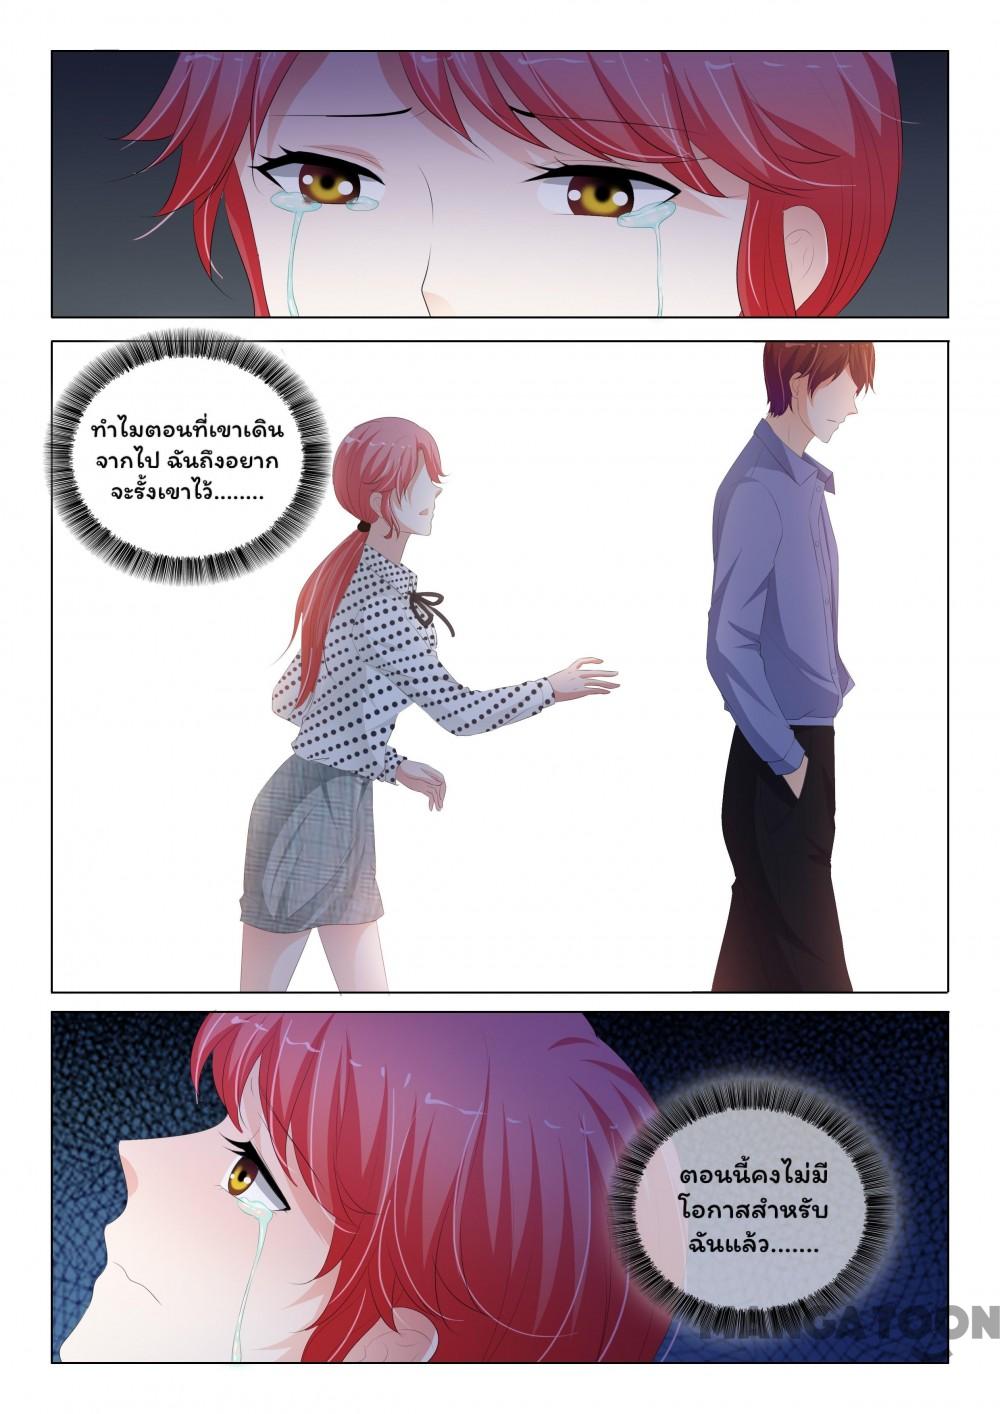 ทำไมตอนที่เขาเดิน
จากไป ฉันถึงอยาก
จะรั้งเขาไว้........
ตอนนี้คงไม่มี
โอกาสสำหรับ
ฉันแล้ว.......
MANGATOON